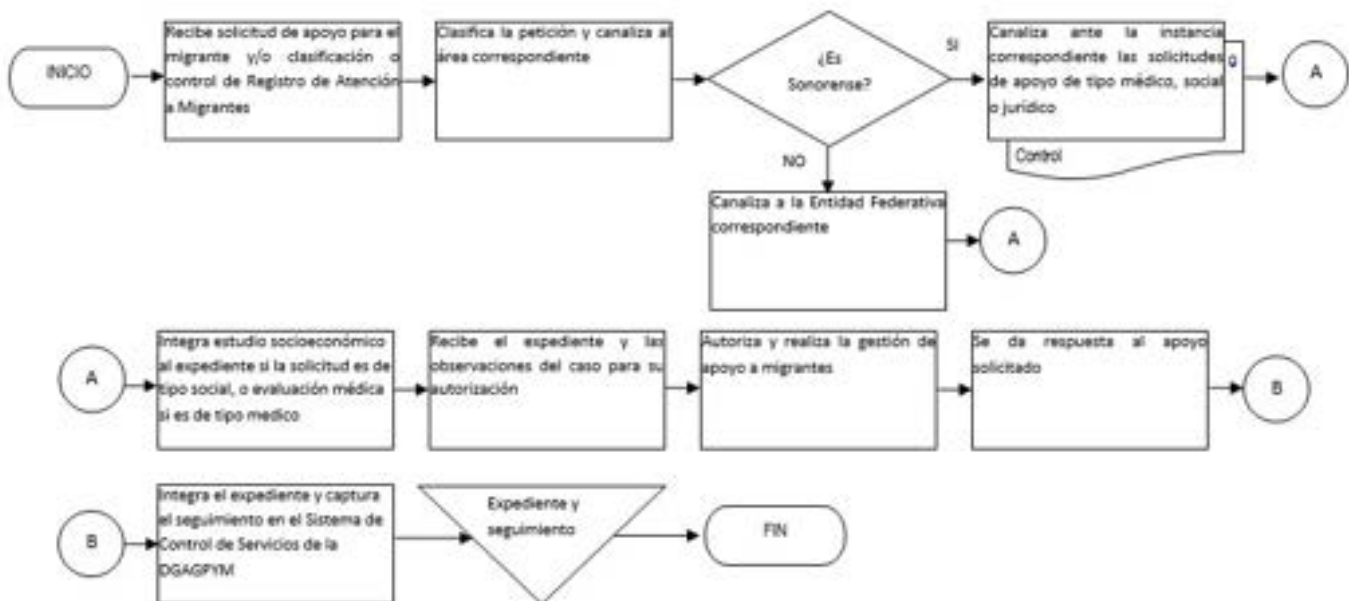 INICIO
Recibe solicitud de apoyo para el
migrante y/o clasificación o
control de Registro de Atención
a Migrantes
Clasifica la petición y canaliza al
área correspondiente
¿Es
Sonorense?
SI
NO
Canaliza ante la instancia
correspondiente las solicitudes
de apoyo de tipo médico, social
o jurídico
Control
A
Canaliza a la Entidad Federativa
correspondiente
A
A
Integra estudio socioeconómico
al expediente si la solicitud es de
tipo social, o evaluación médica
si es de tipo medico
Recibe el expediente y las
observaciones del caso para su
autorización
Autoriza y realiza la gestión de
apoyo a migrantes
Se da respuesta al apoyo
solicitado
B
B
Integra el expediente y captura
el seguimiento en el Sistema de
Control de Servicios de la
DGAGPYM
Expediente y
seguimiento
FIN